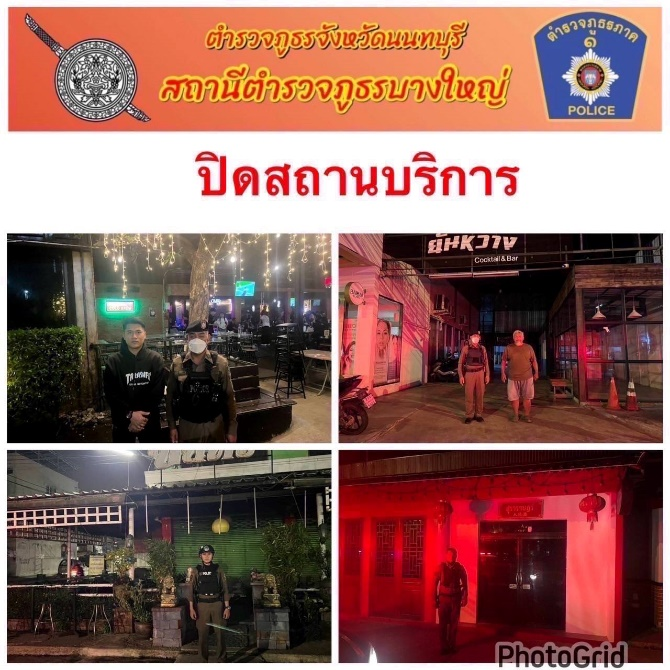 ตำรวจภูธรจังหวัดนนทบุรี
สถานีตำรวจภูธรบางใหญ่
ตำรวจภูธรภาค
๑
POLICE
ปิดสถานบริการ
Cocktail & Bar
POLICE
PhotoGrid